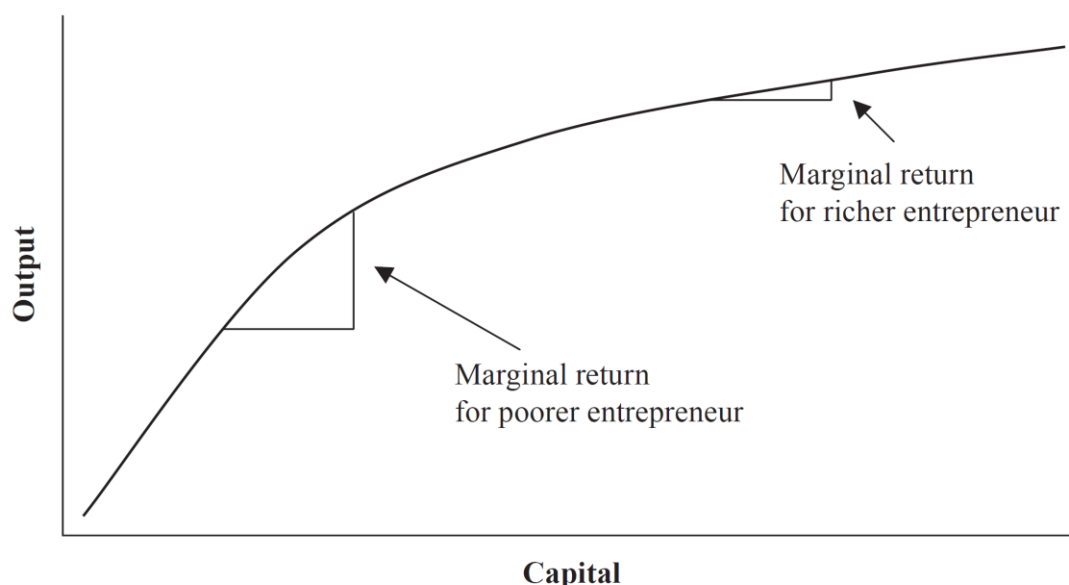 Output
Marginal return
for richer entrepreneur
Marginal return
for poorer entrepreneur
Capital